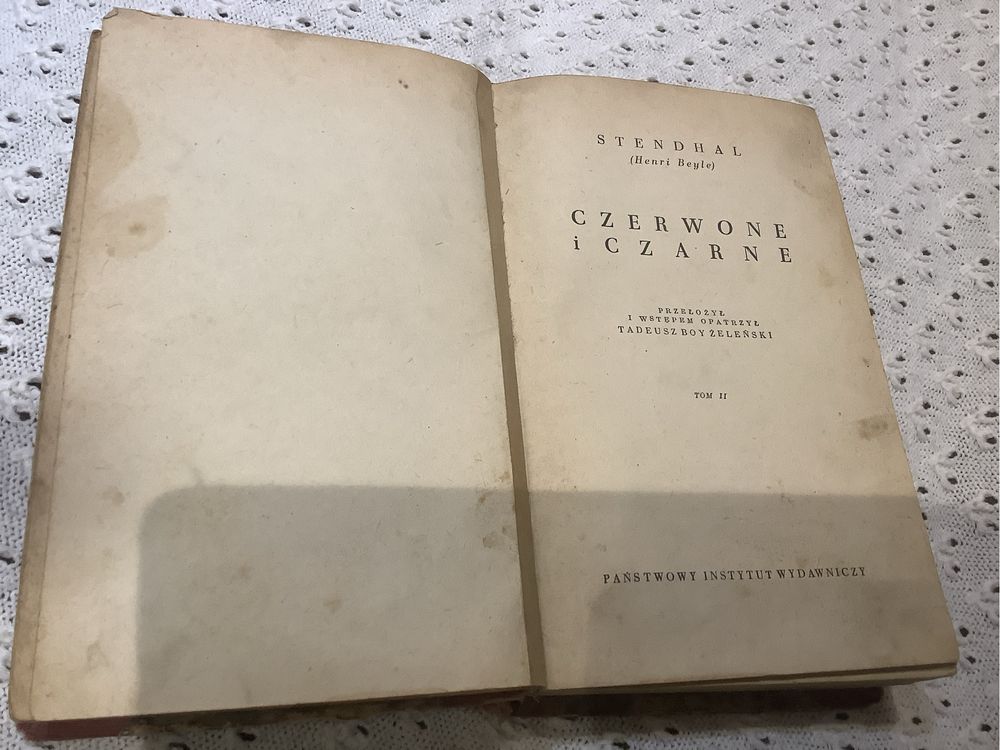 STENDHAL
(Henri Beyle)
CZERWONE
i CZARNE
PRZEŁOŻYŁ
I WSTĘPEM OPATRZYŁ
TADEUSZ BOY ŻELEŃSKI
TOM II
PAŃSTWOWY INSTYTUT WYDAWNICZY